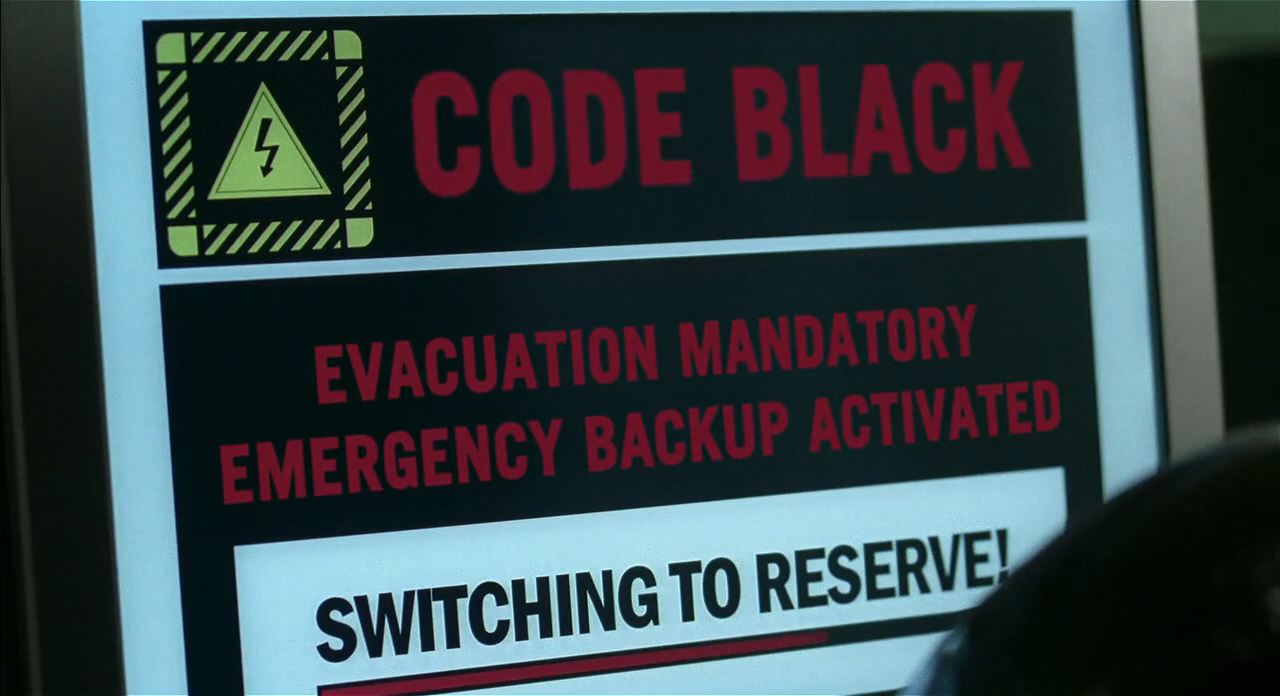 CODE BLACK
EVACUATION MANDATORY
EMERGENCY BACKUP ACTIVATED
SWITCHING TO RESERVE!